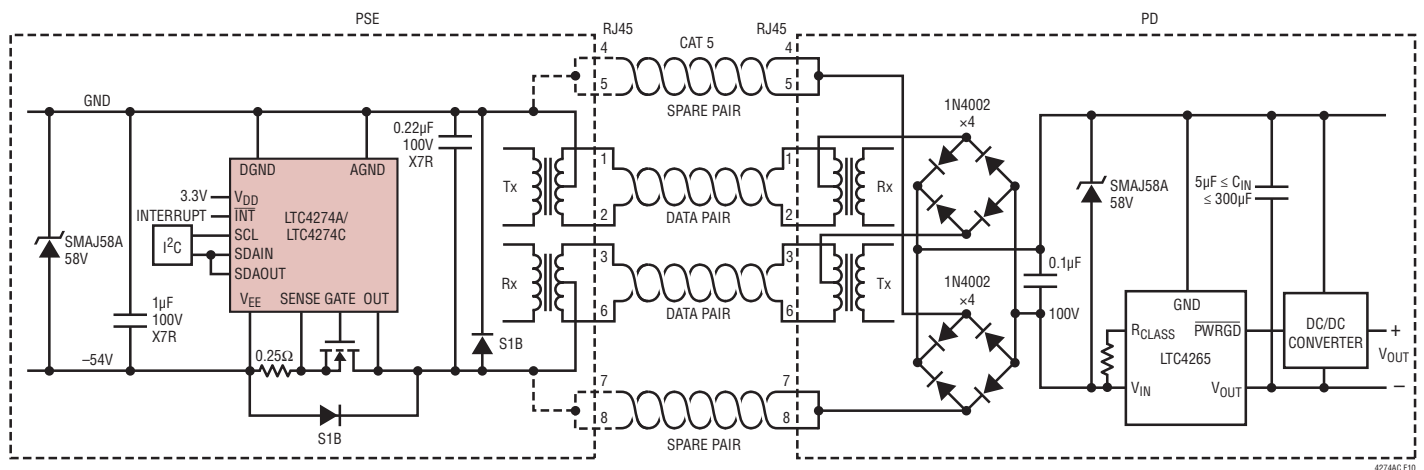 PSE
PD
RJ45
CAT 5
RJ45
4
4
5
5
SPARE PAIR
GND
0.22µF
100V
X7R
1N4002
×4
DGND
AGND
Tx
1
1
Rx
2
2
DATA PAIR
3.3V
VDD
INTERRUPT
INT
I2C
SCL
SDAIN
SDAOUT
LTC4274A/
LTC4274C
SMAJ58A
58V
SMAJ58A
58V
5µF ≤ CIN
≤ 300µF
1µF
100V
X7R
VEE
SENSE
GATE
OUT
Rx
3
3
Tx
6
6
DATA PAIR
0.1µF
100V
1N4002
×4
S1B
–54V
0.25Ω
S1B
7
7
8
8
SPARE PAIR
GND
RCLASS
PWRGD
LTC4265
VIN
VOUT
DC/DC
CONVERTER
+
VOUT
–
4274AC F10